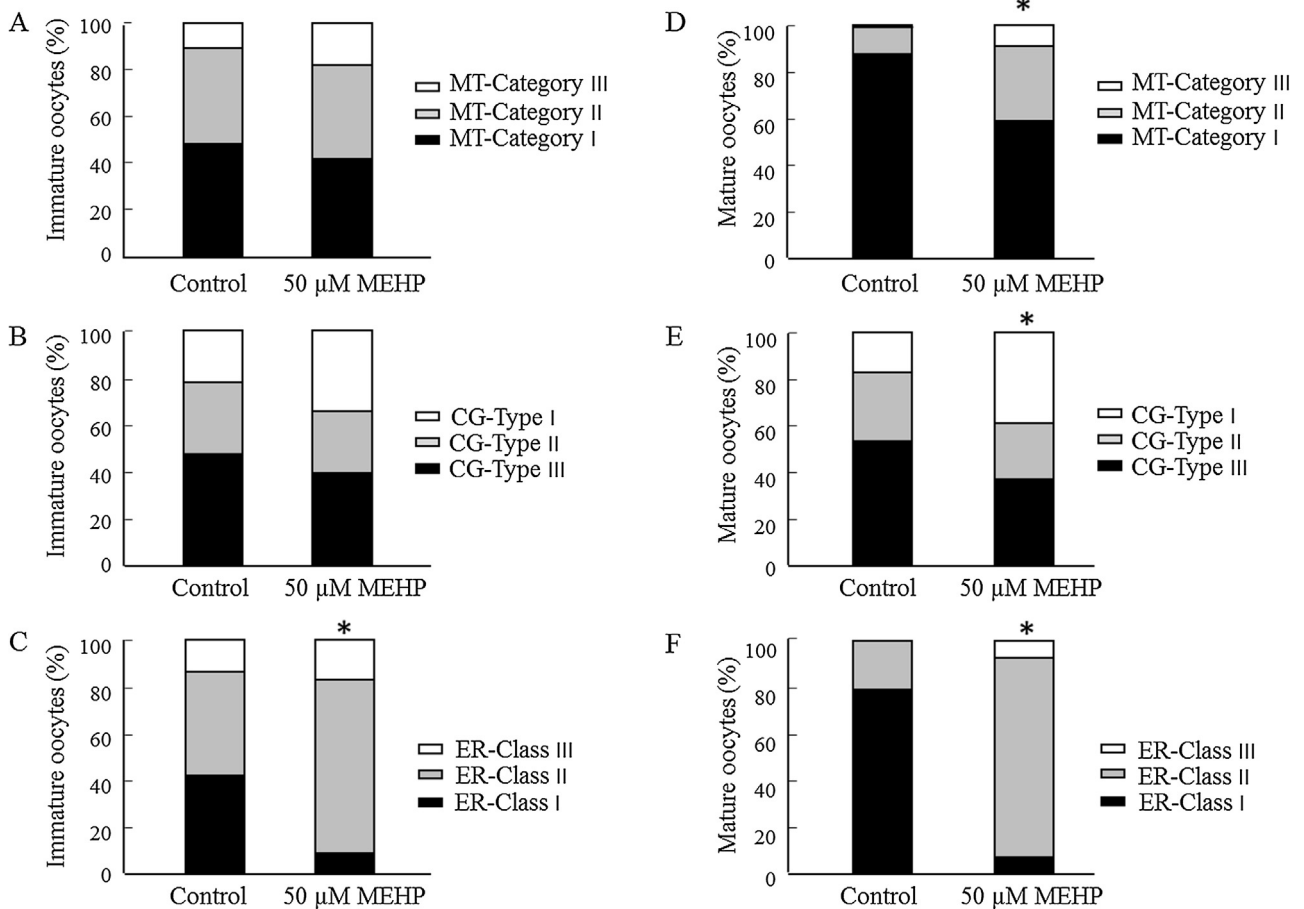 A
Immature oocytes (%)
100
80
60
40
20
0
Control
50 μM MEHP
MT-Category III
MT-Category II
MT-Category I
D
*
Mature oocytes (%)
100
80
60
40
20
0
Control
50 μM MEHP
MT-Category III
MT-Category II
MT-Category I
B
Immature oocytes (%)
100
80
60
40
20
0
Control
50 μM MEHP
CG-Type I
CG-Type II
CG-Type III
E
*
Mature oocytes (%)
100
80
60
40
20
0
Control
50 μM MEHP
CG-Type I
CG-Type II
CG-Type III
C
*
Immature oocytes (%)
100
80
60
40
20
0
Control
50 μM MEHP
ER-Class III
ER-Class II
ER-Class I
F
*
Mature oocytes (%)
100
80
60
40
20
0
Control
50 μM MEHP
ER-Class III
ER-Class II
ER-Class I